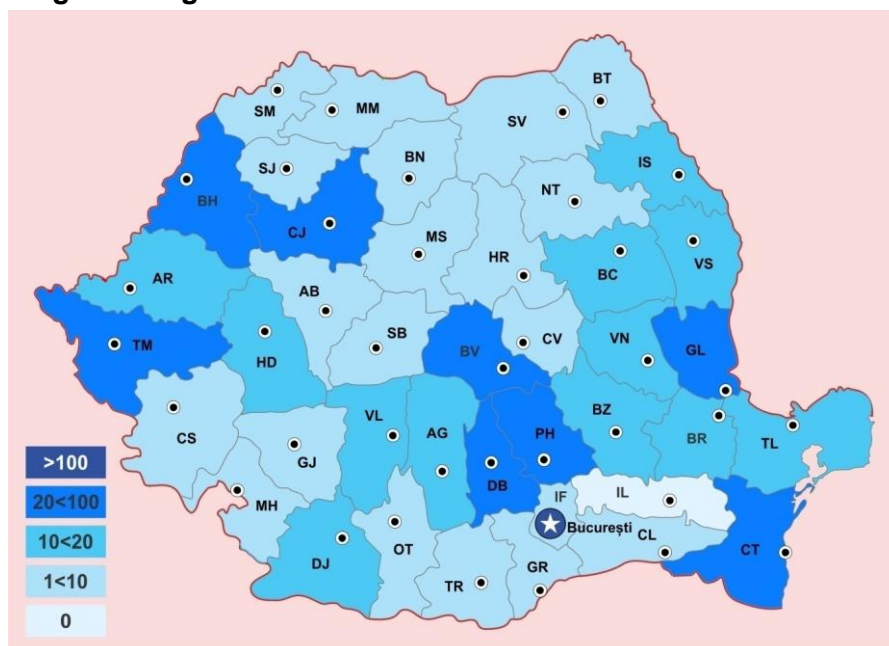 BT
SM
MM
SV
SJ
BN
IS
NT
BH
CJ
MS
HR
BC
VS
AR
AB
TM
HD
SB
BV
CV
VN
GL
CS
VL
AG
BZ
BR
TL
GJ
PH
DB
>100
20<100
10<20
1<10
0
MH
IF
IL
București
CL
CT
DJ
OT
TR
GR